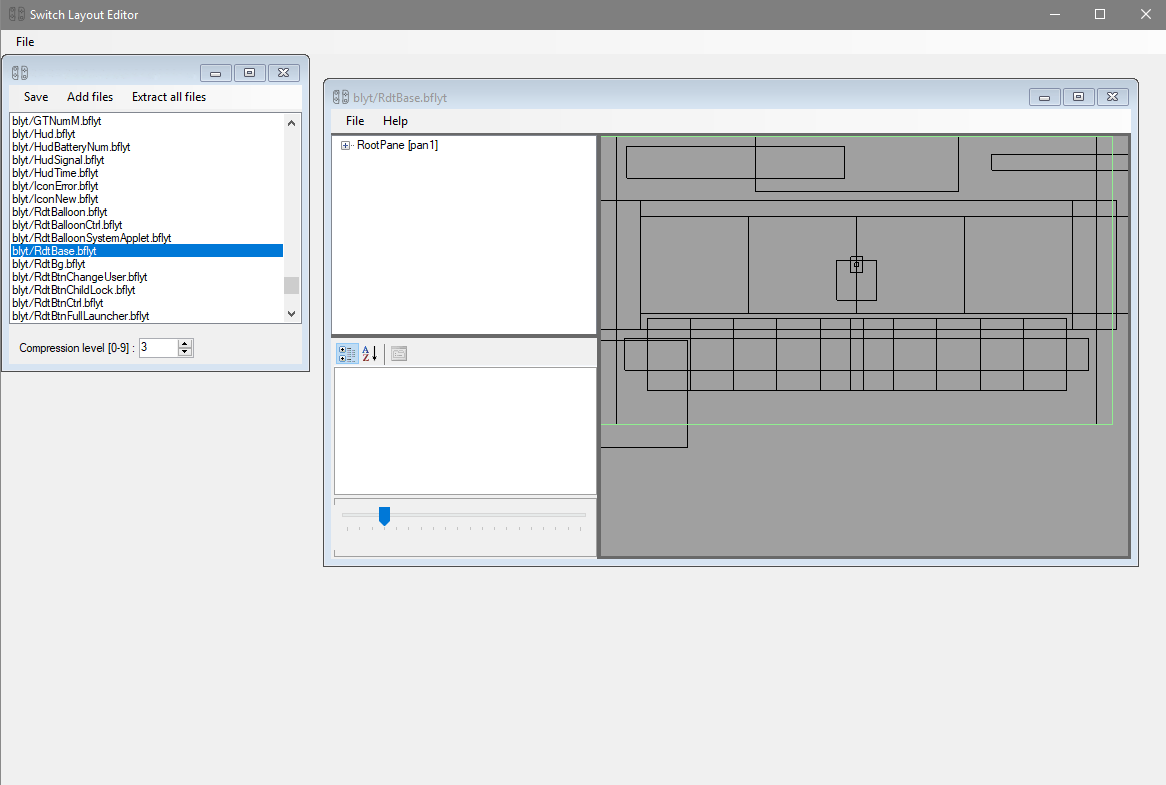 Switch Layout Editor
File
Save Add files Extract all files
blyt/GTNumM.bflyt
blyt/Hud.bflyt
blyt/HudBatteryNum.bflyt
blyt/HudSignal.bflyt
blyt/HudTime.bflyt
blyt/IconError.bflyt
blyt/IconNew.bflyt
blyt/RdtBalloon.bflyt
blyt/RdtBalloonCtrl.bflyt
blyt/RdtBalloonSystemApplet.bflyt
blyt/RdtBase.bflyt
blyt/RdtBg.bflyt
blyt/RdtBtnChangeUser.bflyt
blyt/RdtBtnChildLock.bflyt
blyt/RdtBtnCtrl.bflyt
blyt/RdtBtnFullLauncher.bflyt
Compression level [0-9] : 3
blyt/RdtBase.bflyt
File Help
RootPane [pan1]
A
Z